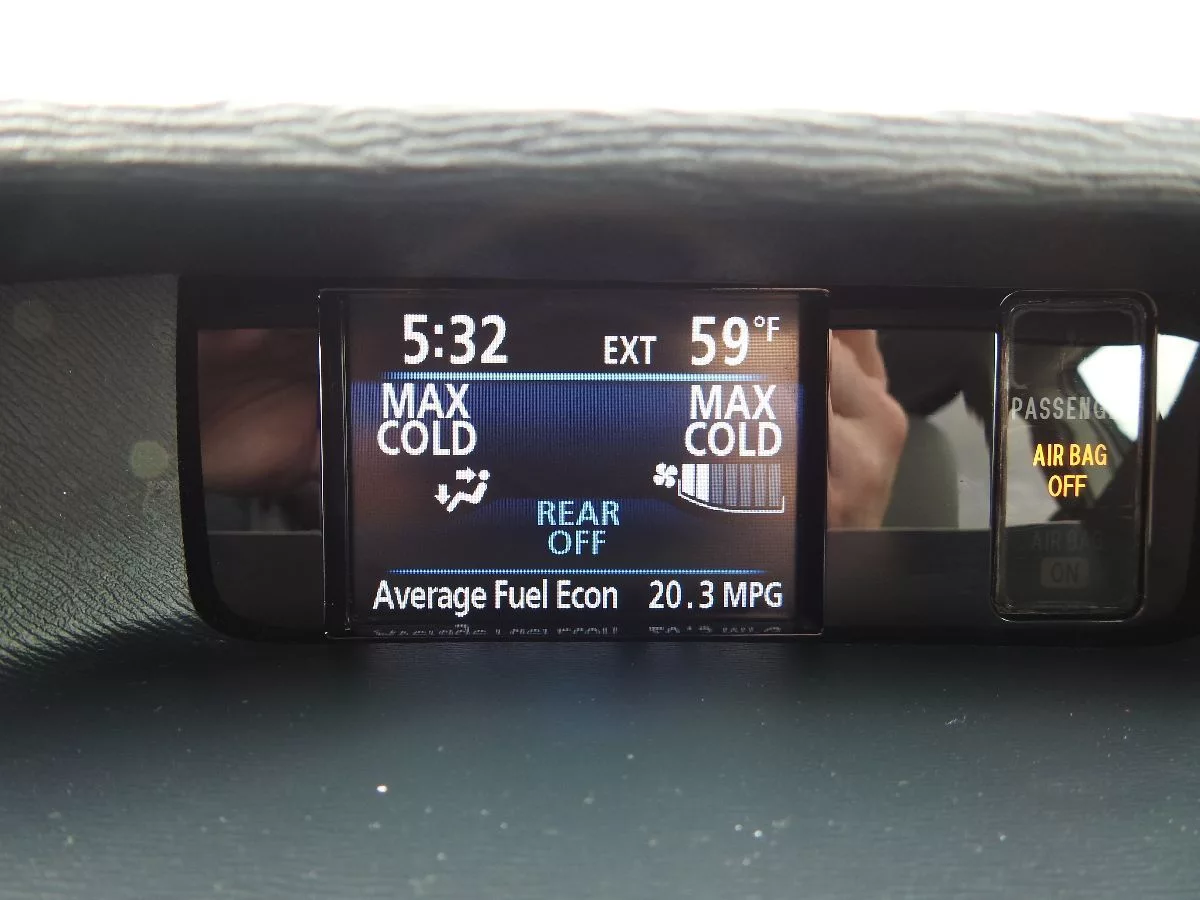 5:32 EXT 59°F
MAX COLD MAX COLD
REAR
OFF
Average Fuel Econ 20.3 MPG
AIR BAG
OFF
AIR BAG
ON